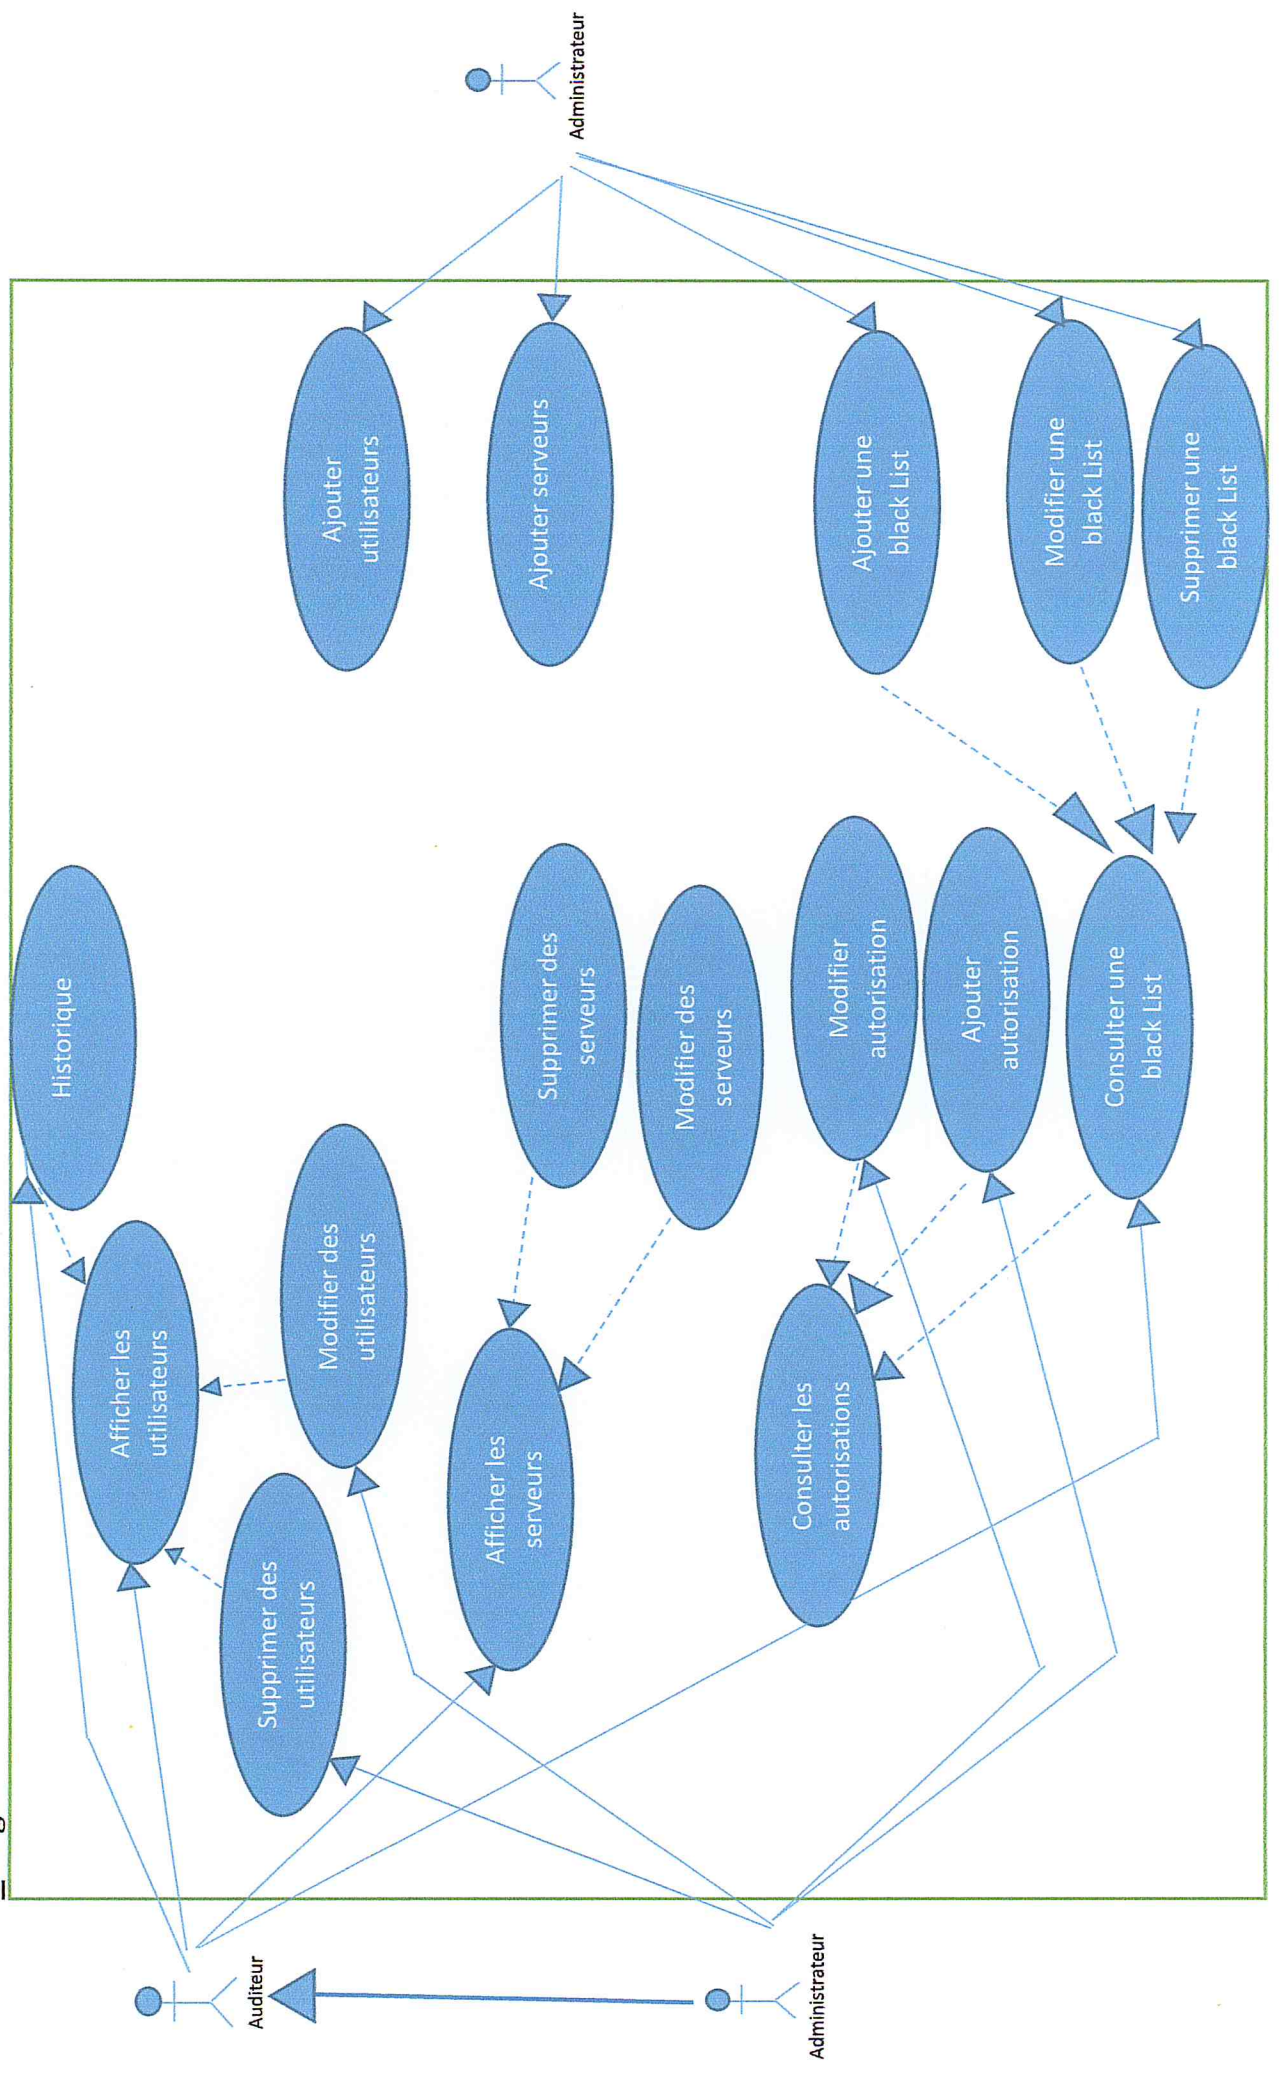 Historique
Afficher les
utilisateurs
Modifier des
utilisateurs
Supprimer des
utilisateurs
Ajouter
utilisateurs
Auditeur
Afficher les
serveurs
Supprimer des
serveurs
Modifier des
serveurs
Ajouter serveurs
Administrateur
Consulter les
autorisations
Modifier
autorisation
Ajouter
autorisation
Ajouter une
black List
Administrateur
Consulter une
black List
Modifier une
black List
Supprimer une
black List